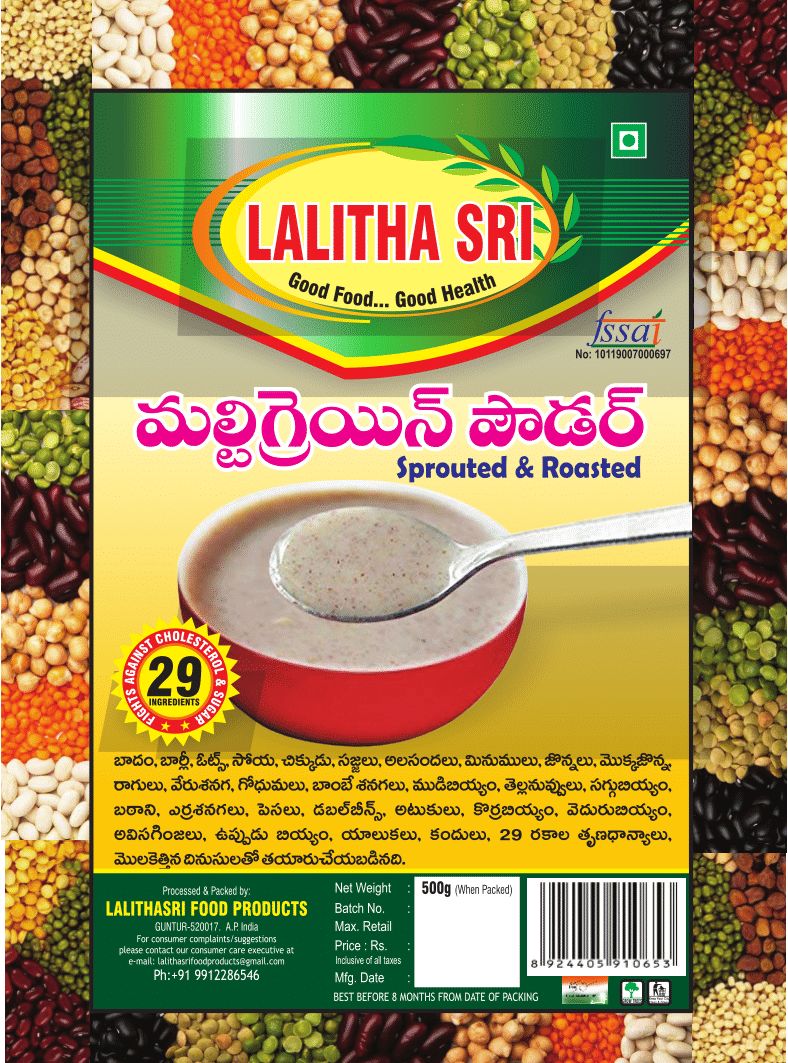 LALITHA SRI
Good Food... Good Health
fssai
No: 10119007000697
మల్టిగ్రెయిన్ పౌడర్
Sprouted & Roasted
FIGHTS AGAINST CHOLESTEROL & SUGAR
29
INGREDIENTS
బాదం, బార్లీ, ఓట్స్, సోయ, చిక్కుడు, సజ్జలు, అలసందలు, మినుములు, జొన్నలు, మొక్కజొన్న,
రాగులు, వేరుశనగ, గోధుమలు, బాంబే శనగలు, ముడిబియ్యం, తెల్లనువ్వులు, సగ్గుబియ్యం,
బఠాని, ఎర్రశనగలు, పెసలు, డబల్‌బీన్స్, అటుకులు, కొర్రబియ్యం, వెదురుబియ్యం,
అవిసగింజలు, ఉప్పుడు బియ్యం, యాలుకలు, కందులు, 29 రకాల తృణధాన్యాలు,
మొలకెత్తిన దినుసులతో తయారుచేయబడినది.
Processed & Packed by:
LALITHASRI FOOD PRODUCTS
GUNTUR-520017. A.P. India
For consumer complaints/suggestions
please contact our consumer care executive at
e-mail: lalithasrifoodproducts@gmail.com
Ph:+91 9912286546
Net Weight : 500g (When Packed)
Batch No. :
Max. Retail
Price : Rs. :
Inclusive of all taxes
Mfg. Date :
BEST BEFORE 8 MONTHS FROM DATE OF PACKING
8 924405 910653